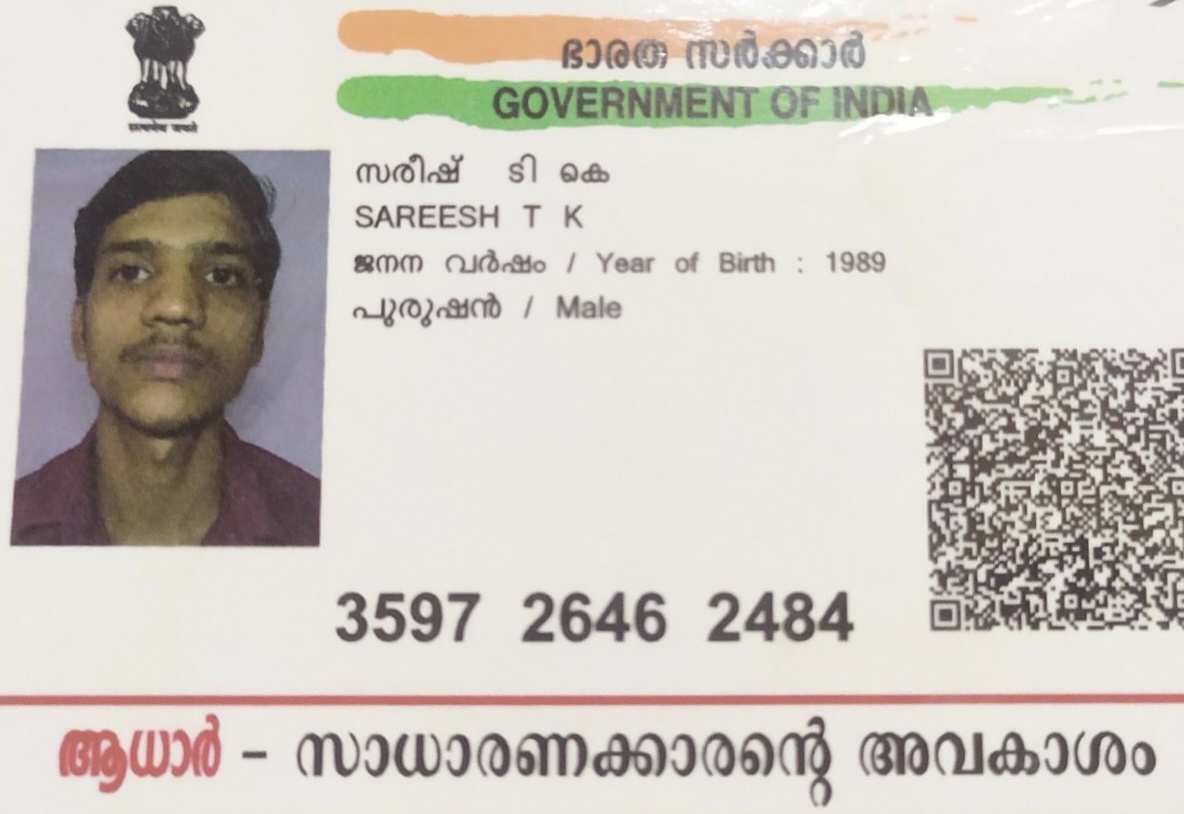 ഭാരത സർക്കാർ
GOVERNMENT OF INDIA
सत्यमेव जयते
സരീഷ് ടി കെ
SAREESH T K
ജനന വർഷം / Year of Birth : 1989
പുരുഷൻ / Male
3597 2646 2484
ആധാർ – സാധാരണക്കാരന്റെ അവകാശം